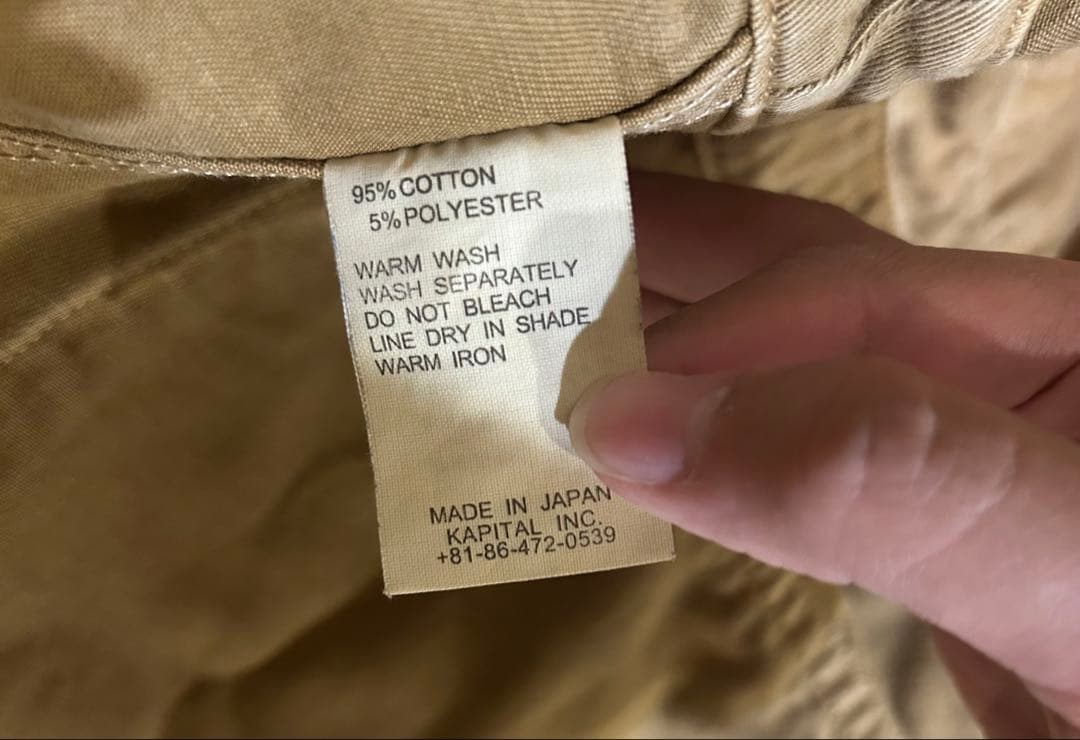 95% COTTON
5% POLYESTER
WARM WASH
WASH SEPARATELY
DO NOT BLEACH
LINE DRY IN SHADE
WARM IRON
MADE IN JAPAN
KAPITAL INC.
+81-86-472-0539